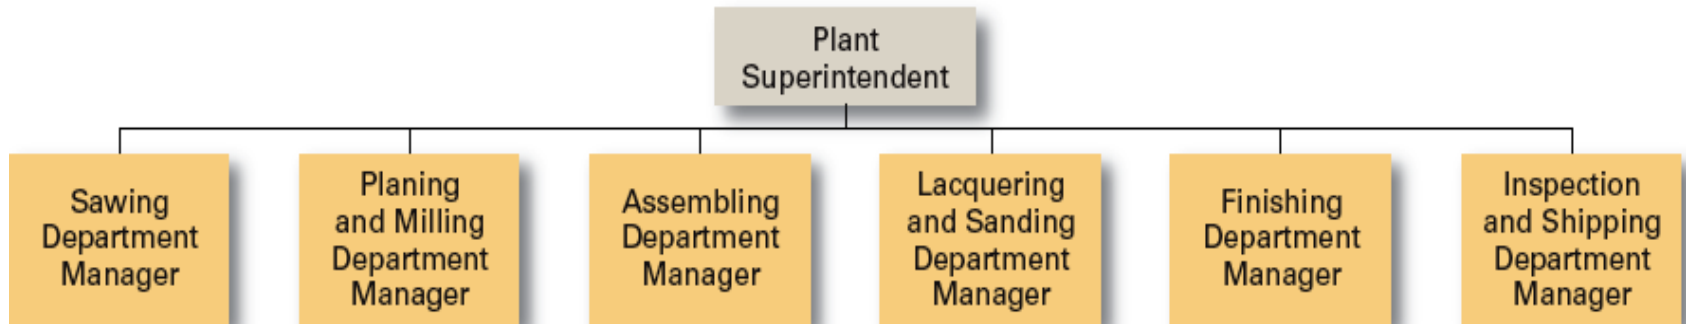 Plant
Superintendent
Sawing
Department
Manager
Planing
and Milling
Department
Manager
Assembling
Department
Manager
Lacquering
and Sanding
Department
Manager
Finishing
Department
Manager
Inspection
and Shipping
Department
Manager